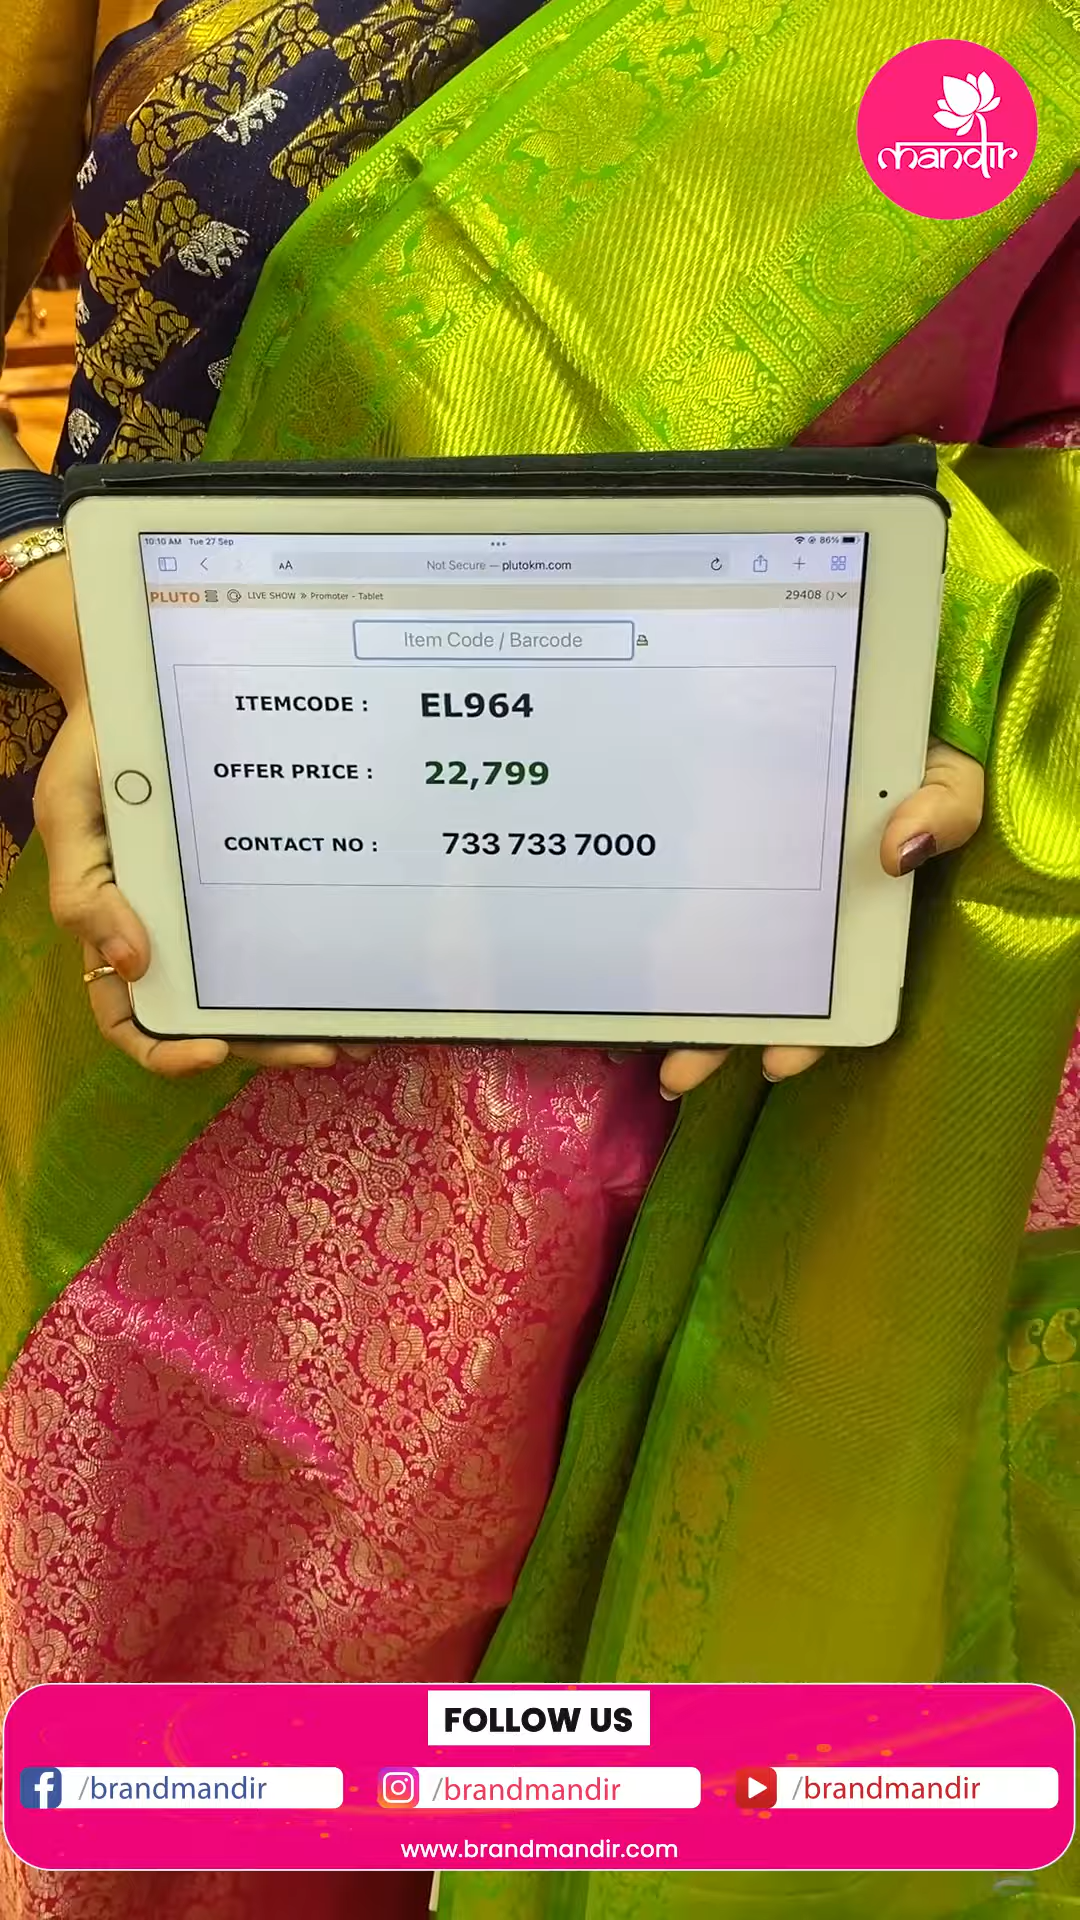 mandir
10:10 AM Tue 27 Sep
86%
AA
Not Secure — plutokm.com
PLUTO LIVE SHOW » Promoter - Tablet
29408 ()
Item Code / Barcode
ITEMCODE : EL964
OFFER PRICE : 22,799
CONTACT NO : 733 733 7000
FOLLOW US
/brandmandir /brandmandir /brandmandir
www.brandmandir.com